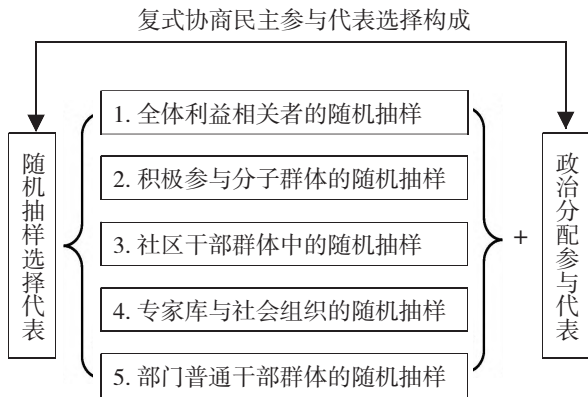 复式协商民主参与代表选择构成
随机抽样选择代表
1. 全体利益相关者的随机抽样
2. 积极参与分子群体的随机抽样
3. 社区干部群体中的随机抽样
4. 专家库与社会组织的随机抽样
5. 部门普通干部群体的随机抽样
+
政治分配参与代表